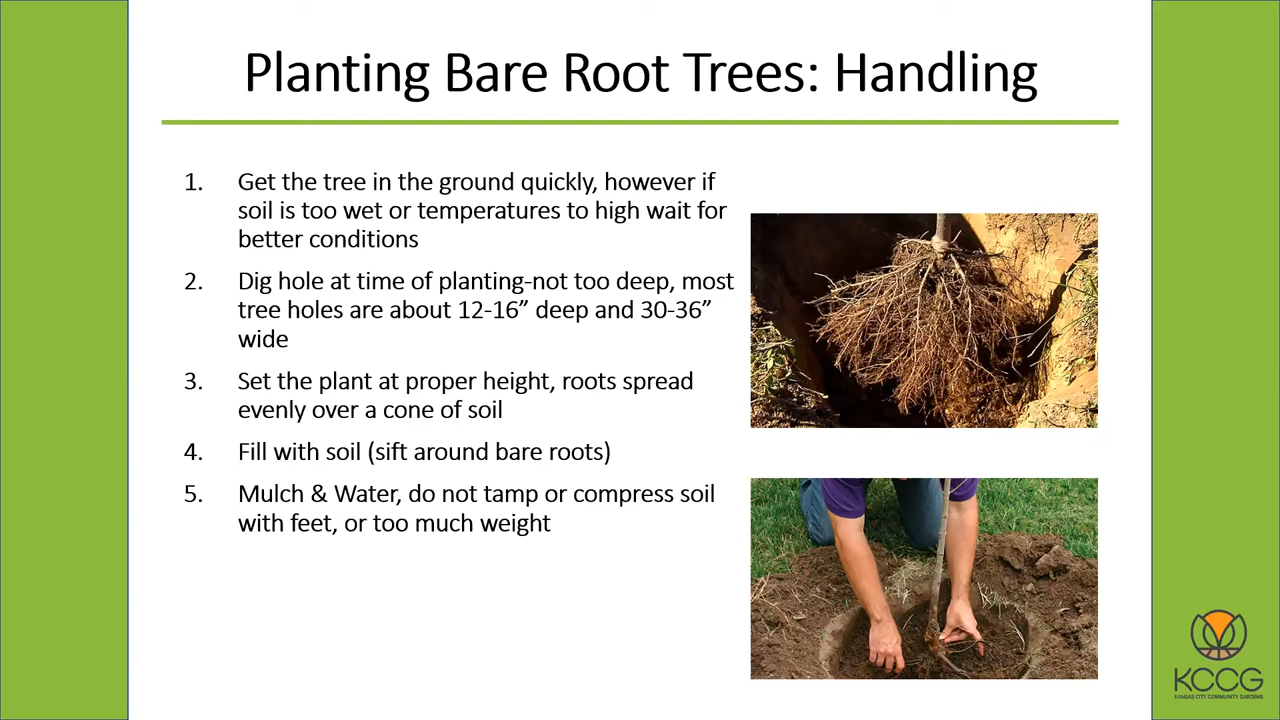 Planting Bare Root Trees: Handling
1. Get the tree in the ground quickly, however if
soil is too wet or temperatures to high wait for
better conditions
2. Dig hole at time of planting-not too deep, most
tree holes are about 12-16” deep and 30-36”
wide
3. Set the plant at proper height, roots spread
evenly over a cone of soil
4. Fill with soil (sift around bare roots)
5. Mulch & Water, do not tamp or compress soil
with feet, or too much weight
KCCG
KANSAS CITY COMMUNITY GARDENS